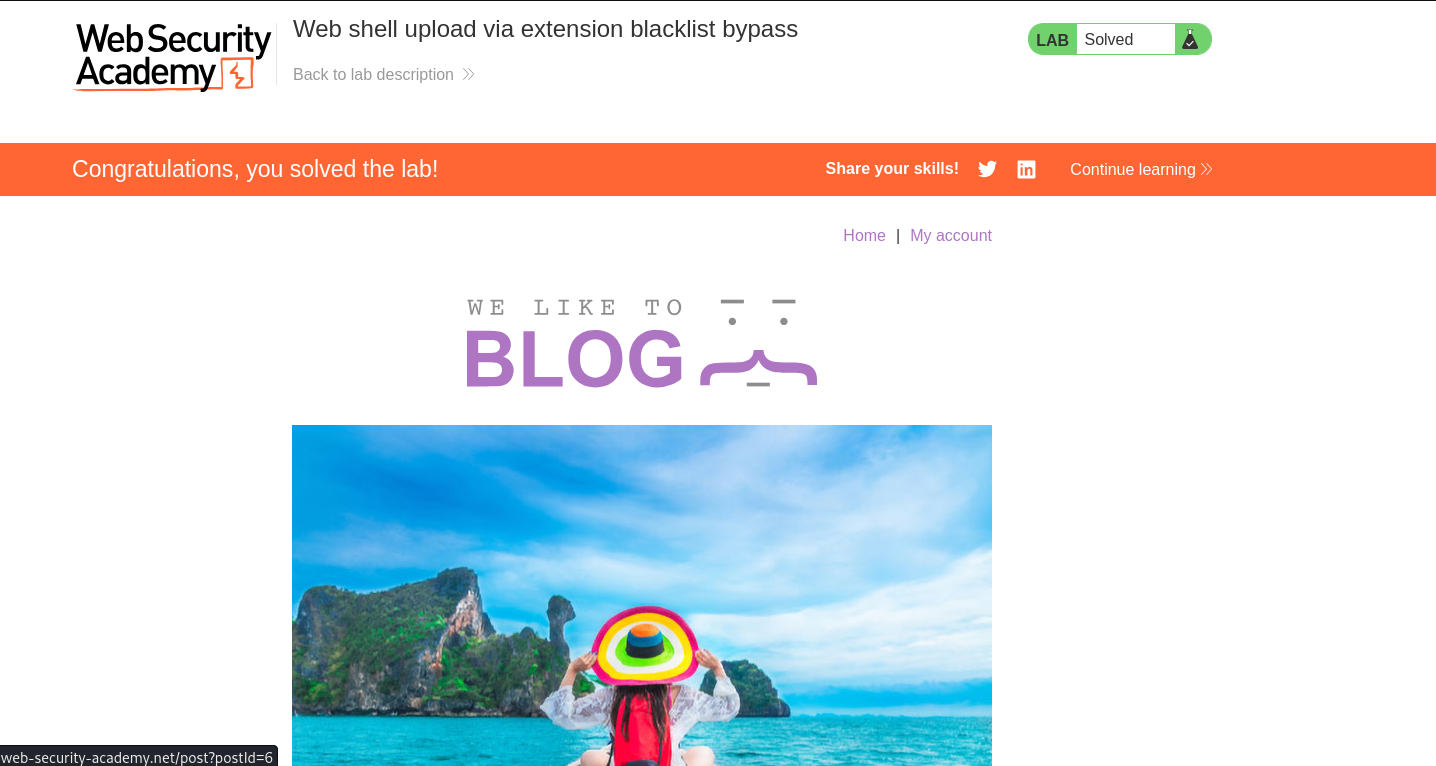 Web Security
Academy
Web shell upload via extension blacklist bypass
Back to lab description
LAB Solved
Congratulations, you solved the lab!
Share your skills!
Continue learning
Home | My account
WE LIKE TO
BLOG
web-security-academy.net/post?postId=6